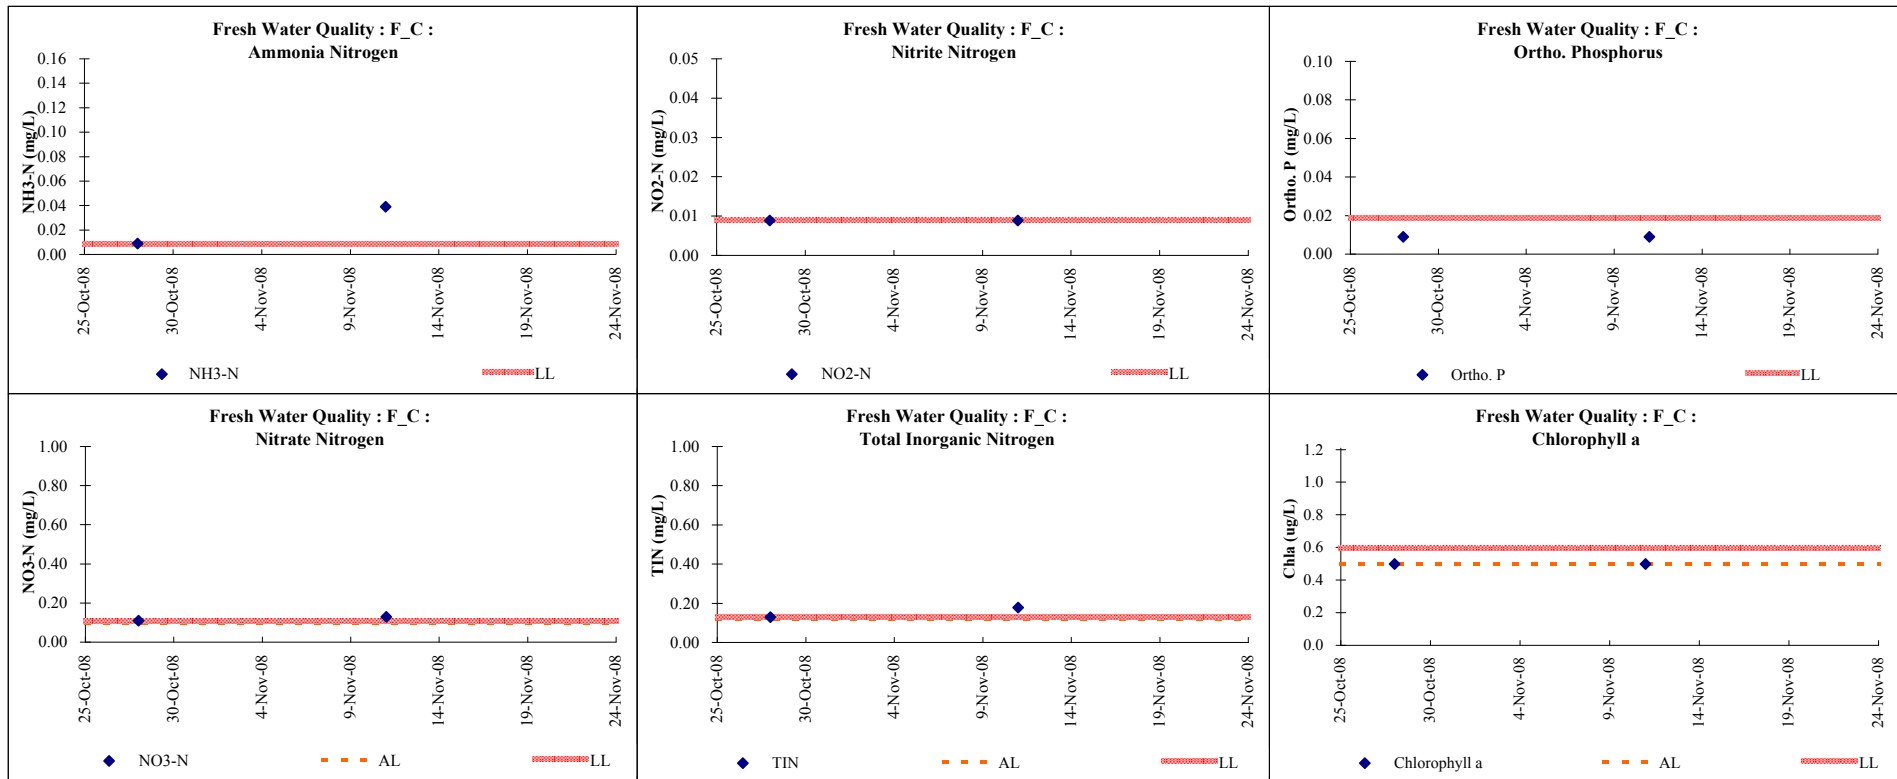 Fresh Water Quality : F_C :
Ammonia Nitrogen
NH3-N (mg/L)
0.16
0.14
0.12
0.10
0.08
0.06
0.04
0.02
0.00
25-Oct-08
30-Oct-08
4-Nov-08
9-Nov-08
14-Nov-08
19-Nov-08
24-Nov-08
NH3-N
LL
Fresh Water Quality : F_C :
Nitrite Nitrogen
NO2-N (mg/L)
0.05
0.04
0.03
0.02
0.01
0.00
25-Oct-08
30-Oct-08
4-Nov-08
9-Nov-08
14-Nov-08
19-Nov-08
24-Nov-08
NO2-N
LL
Fresh Water Quality : F_C :
Ortho. Phosphorus
Ortho. P (mg/L)
0.10
0.08
0.06
0.04
0.02
0.00
25-Oct-08
30-Oct-08
4-Nov-08
9-Nov-08
14-Nov-08
19-Nov-08
24-Nov-08
Ortho. P
LL
Fresh Water Quality : F_C :
Nitrate Nitrogen
NO3-N (mg/L)
1.00
0.80
0.60
0.40
0.20
0.00
25-Oct-08
30-Oct-08
4-Nov-08
9-Nov-08
14-Nov-08
19-Nov-08
24-Nov-08
NO3-N
AL
LL
Fresh Water Quality : F_C :
Total Inorganic Nitrogen
TIN (mg/L)
1.00
0.80
0.60
0.40
0.20
0.00
25-Oct-08
30-Oct-08
4-Nov-08
9-Nov-08
14-Nov-08
19-Nov-08
24-Nov-08
TIN
AL
LL
Fresh Water Quality : F_C :
Chlorophyll a
Chla (ug/L)
1.2
1.0
0.8
0.6
0.4
0.2
0.0
25-Oct-08
30-Oct-08
4-Nov-08
9-Nov-08
14-Nov-08
19-Nov-08
24-Nov-08
Chlorophyll a
AL
LL